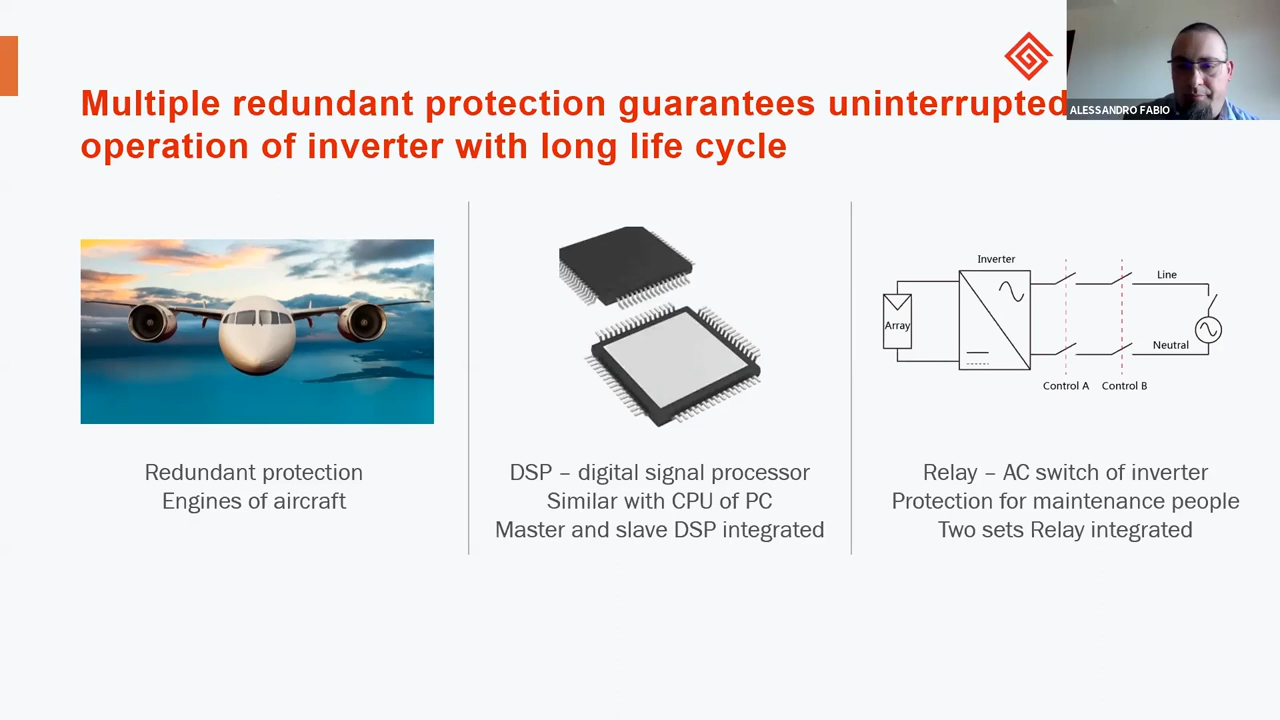 Multiple redundant protection guarantees uninterrupted
operation of inverter with long life cycle
ALESSANDRO FABIO
Redundant protection
Engines of aircraft
DSP – digital signal processor
Similar with CPU of PC
Master and slave DSP integrated
Inverter
Array
Line
Neutral
Control A
Control B
Relay – AC switch of inverter
Protection for maintenance people
Two sets Relay integrated